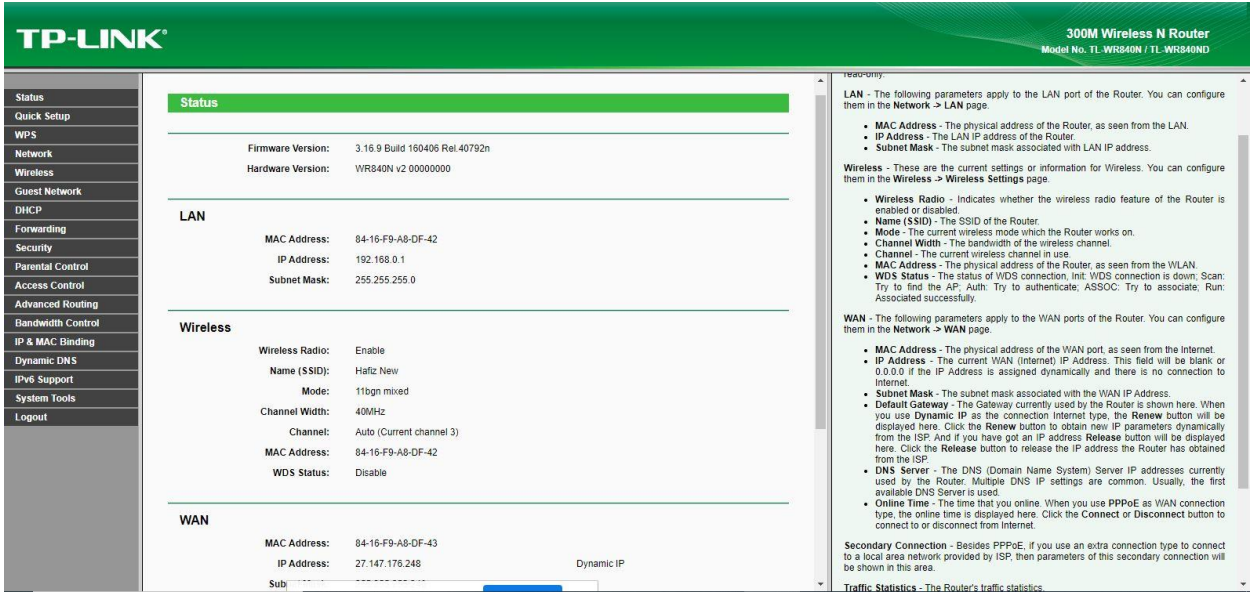 TP-LINK®
300M Wireless N Router
Model No. TL-WR840N / TL-WR840ND
Status
Quick Setup
WPS
Network
Wireless
Guest Network
DHCP
Forwarding
Security
Parental Control
Access Control
Advanced Routing
Bandwidth Control
IP & MAC Binding
Dynamic DNS
IPv6 Support
System Tools
Logout
Status
Firmware Version: 3.16.9 Build 160406 Rel.40792n
Hardware Version: WR840N v2 00000000
LAN
MAC Address: 84-16-F9-A8-DF-42
IP Address: 192.168.0.1
Subnet Mask: 255.255.255.0
Wireless
Wireless Radio: Enable
Name (SSID): Hafiz New
Mode: 11bgn mixed
Channel Width: 40MHz
Channel: Auto (Current channel 3)
MAC Address: 84-16-F9-A8-DF-42
WDS Status: Disable
WAN
MAC Address: 84-16-F9-A8-DF-43
IP Address: 27.147.176.248 Dynamic IP
read-only.
LAN - The following parameters apply to the LAN port of the Router. You can configure
them in the Network -> LAN page.
• MAC Address - The physical address of the Router, as seen from the LAN.
• IP Address - The LAN IP address of the Router.
• Subnet Mask - The subnet mask associated with LAN IP address.
Wireless - These are the current settings or information for Wireless. You can configure
them in the Wireless -> Wireless Settings page.
• Wireless Radio - Indicates whether the wireless radio feature of the Router is
enabled or disabled.
• Name (SSID) - The SSID of the Router.
• Mode - The current wireless mode which the Router works on.
• Channel Width - The bandwidth of the wireless channel.
• Channel - The current wireless channel in use.
• MAC Address - The physical address of the Router, as seen from the WLAN.
• WDS Status - The status of WDS connection, Init: WDS connection is down; Scan:
Try to find the AP; Auth: Try to authenticate; ASSOC: Try to associate; Run:
Associated successfully.
WAN - The following parameters apply to the WAN ports of the Router. You can configure
them in the Network -> WAN page.
• MAC Address - The physical address of the WAN port, as seen from the Internet.
• IP Address - The current WAN (Internet) IP Address. This field will be blank or
0.0.0.0 if the IP Address is assigned dynamically and there is no connection to
Internet.
• Subnet Mask - The subnet mask associated with the WAN IP Address.
• Default Gateway - The Gateway currently used by the Router is shown here. When
you use Dynamic IP as the connection Internet type, the Renew button will be
displayed here. Click the Renew button to obtain new IP parameters dynamically
from the ISP. And if you have got an IP address Release button will be displayed
here. Click the Release button to release the IP address the Router has obtained
from the ISP.
• DNS Server - The DNS (Domain Name System) Server IP addresses currently
used by the Router. Multiple DNS IP settings are common. Usually, the first
available DNS Server is used.
• Online Time - The time that you online. When you use PPPoE as WAN connection
type, the online time is displayed here. Click the Connect or Disconnect button to
connect to or disconnect from Internet.
Secondary Connection - Besides PPPoE, if you use an extra connection type to connect
to a local area network provided by ISP, then parameters of this secondary connection will
be shown in this area.
Traffic Statistics - The Router's traffic statistics.